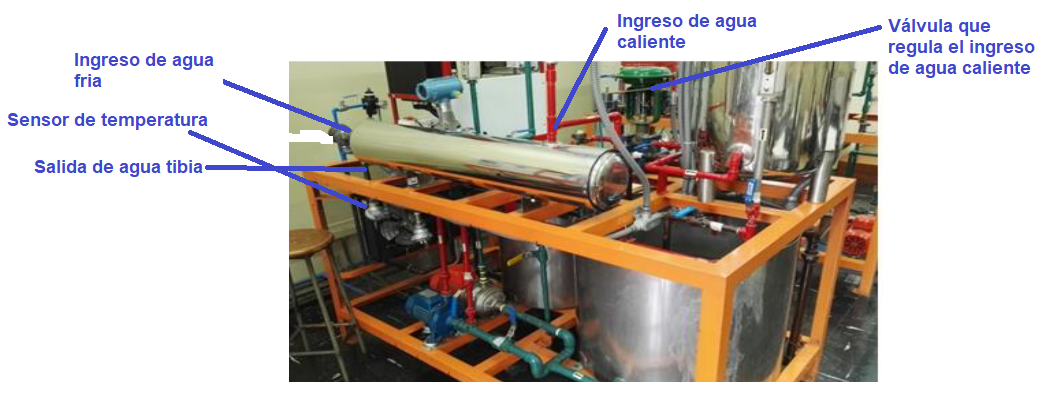 Ingreso de agua
fria
Sensor de temperatura
Salida de agua tibia
Ingreso de agua
caliente
Válvula que
regula el ingreso
de agua caliente